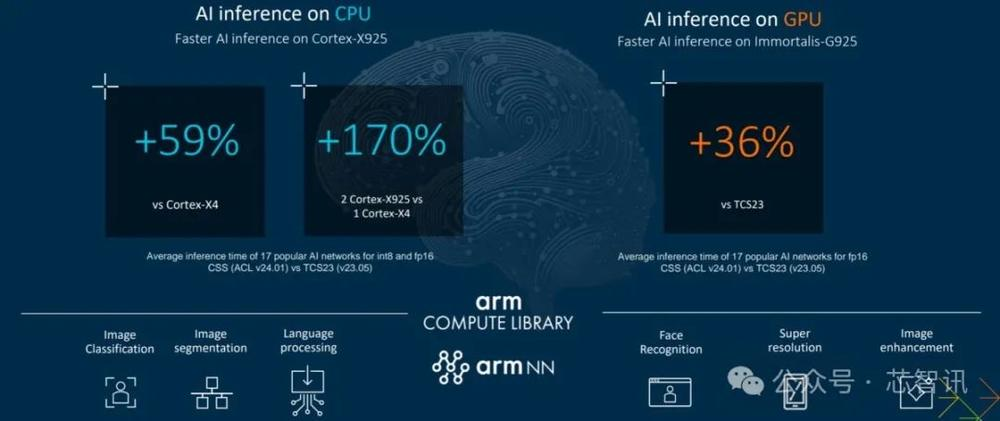 AI inference on CPU
Faster AI inference on Cortex-X925
+59%
vs Cortex-X4
+170%
2 Cortex-X925 vs
1 Cortex-X4
Average inference time of 17 popular AI networks for int8 and fp16
CSS (ACL v24.01) vs TCS23 (v23.05)
AI inference on GPU
Faster AI inference on Immortalis-G925
+36%
vs TCS23
Average inference time of 17 popular AI networks for fp16
CSS (ACL v24.01) vs TCS23 (v23.05)
arm
COMPUTE LIBRARY
arm NN
Image
Classification
Image
segmentation
Language
processing
Face
Recognition
Super
resolution
Image
enhancement
公众号 · 芯智讯